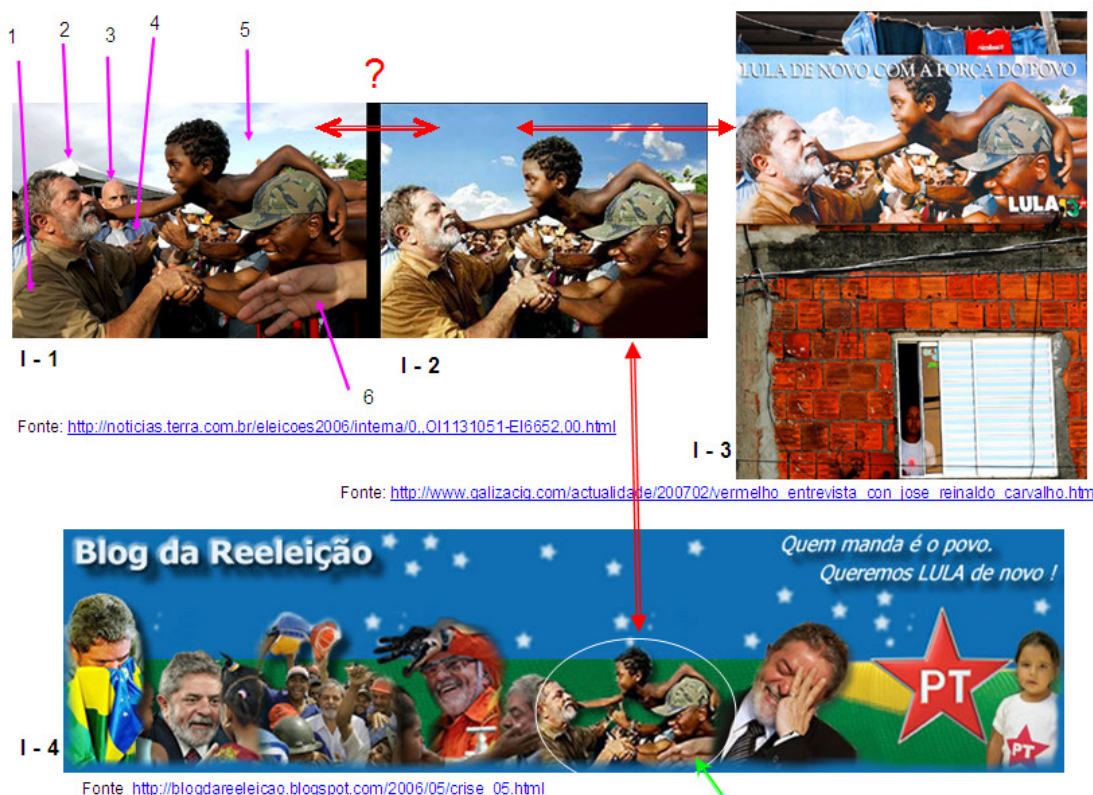 1
2
3
4
5
?
LULA DE NOVO COM A FORÇA DO POVO
LULA
13
I - 1
I - 2
6
Fonte: http://noticias.terra.com.br/eleicoes2006/interna/0,,OI1131051-EI6652,00.html
I - 3
Fonte: http://www.galizacig.com/actualidade/200702/vermelho_entrevista_con_jose_reinaldo_carvalho.htm
Blog da Reeleição
Quem manda é o povo.
Queremos LULA de novo !
PT
PT
I - 4
Fonte http://blogdareeleicao.blogspot.com/2006/05/crise_05.html